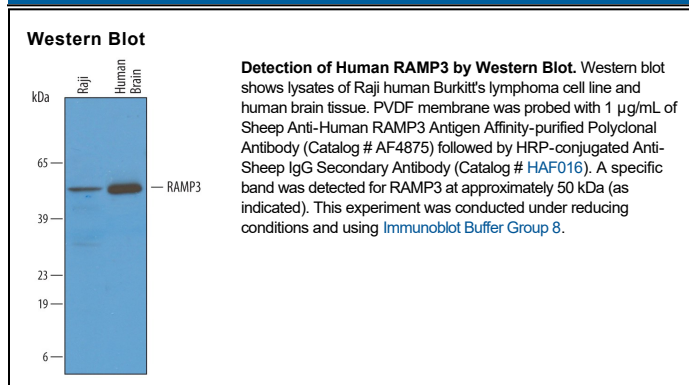 Western Blot
kDa
Raji
Human
Brain
65
39
23
19
6
RAMP3
Detection of Human RAMP3 by Western Blot. Western blot
shows lysates of Raji human Burkitt's lymphoma cell line and
human brain tissue. PVDF membrane was probed with 1 µg/mL of
Sheep Anti-Human RAMP3 Antigen Affinity-purified Polyclonal
Antibody (Catalog # AF4875) followed by HRP-conjugated Anti-
Sheep IgG Secondary Antibody (Catalog # HAF016). A specific
band was detected for RAMP3 at approximately 50 kDa (as
indicated). This experiment was conducted under reducing
conditions and using Immunoblot Buffer Group 8.